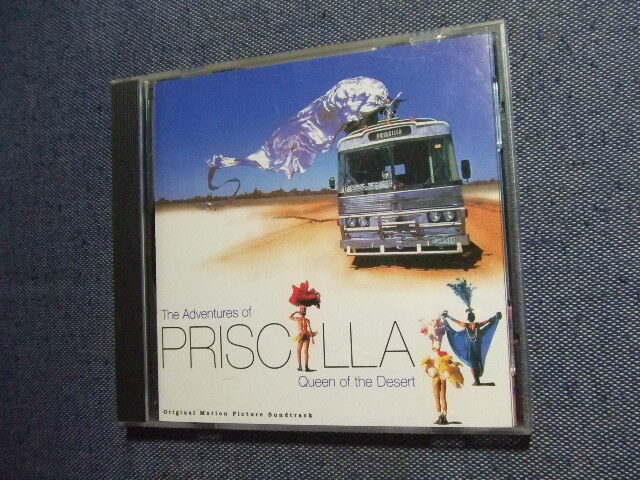 PRISCILLA
The Adventures of
PRISCILLA
Queen of the Desert
Original Motion Picture Soundtrack